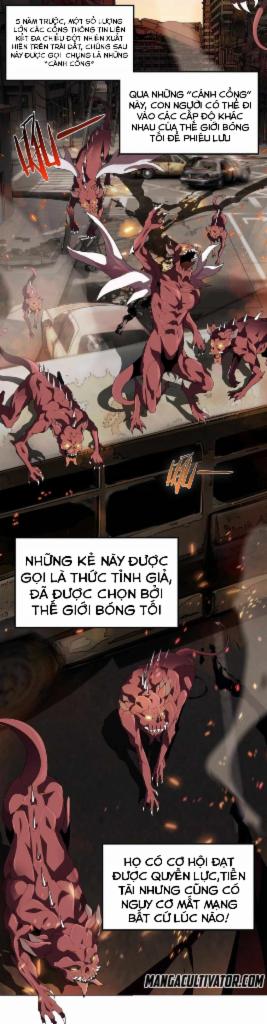 5 NĂM TRƯỚC, MỘT SỐ LƯỢNG
LỚN CÁC CỔNG THÔNG TIN LIÊN
KẾT ĐA CHIỀU ĐỘT NHIÊN XUẤT
HIỆN TRÊN TRÁI ĐẤT, CHÚNG SAU
NÀY ĐƯỢC GỌI CHUNG LÀ NHỮNG
"CÁNH CỔNG"
QUA NHỮNG "CÁNH CỔNG"
NÀY, CON NGƯỜI CÓ THỂ ĐI
VÀO CÁC CẤP ĐỘ KHÁC
NHAU CỦA THẾ GIỚI BÓNG
TỐI ĐỂ PHIÊU LƯU
NHỮNG KẺ NÀY ĐƯỢC
GỌI LÀ THỨC TỈNH GIẢ,
ĐÃ ĐƯỢC CHỌN BỞI
THẾ GIỚI BÓNG TỐI
HỌ CÓ CƠ HỘI ĐẠT
ĐƯỢC QUYỀN LỰC,TIỀN
TÀI NHƯNG CŨNG CÓ
NGUY CƠ MẤT MẠNG
BẤT CỨ LÚC NÀO!
MANGACULTIVATOR.COM